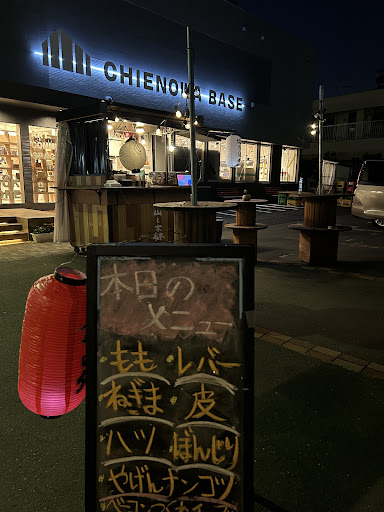 CHIENOWA BASE
本日の
メニュー
・もも ・レバー
ねぎま ・皮
ハツ ・ぼんじり
やげんナンコツ